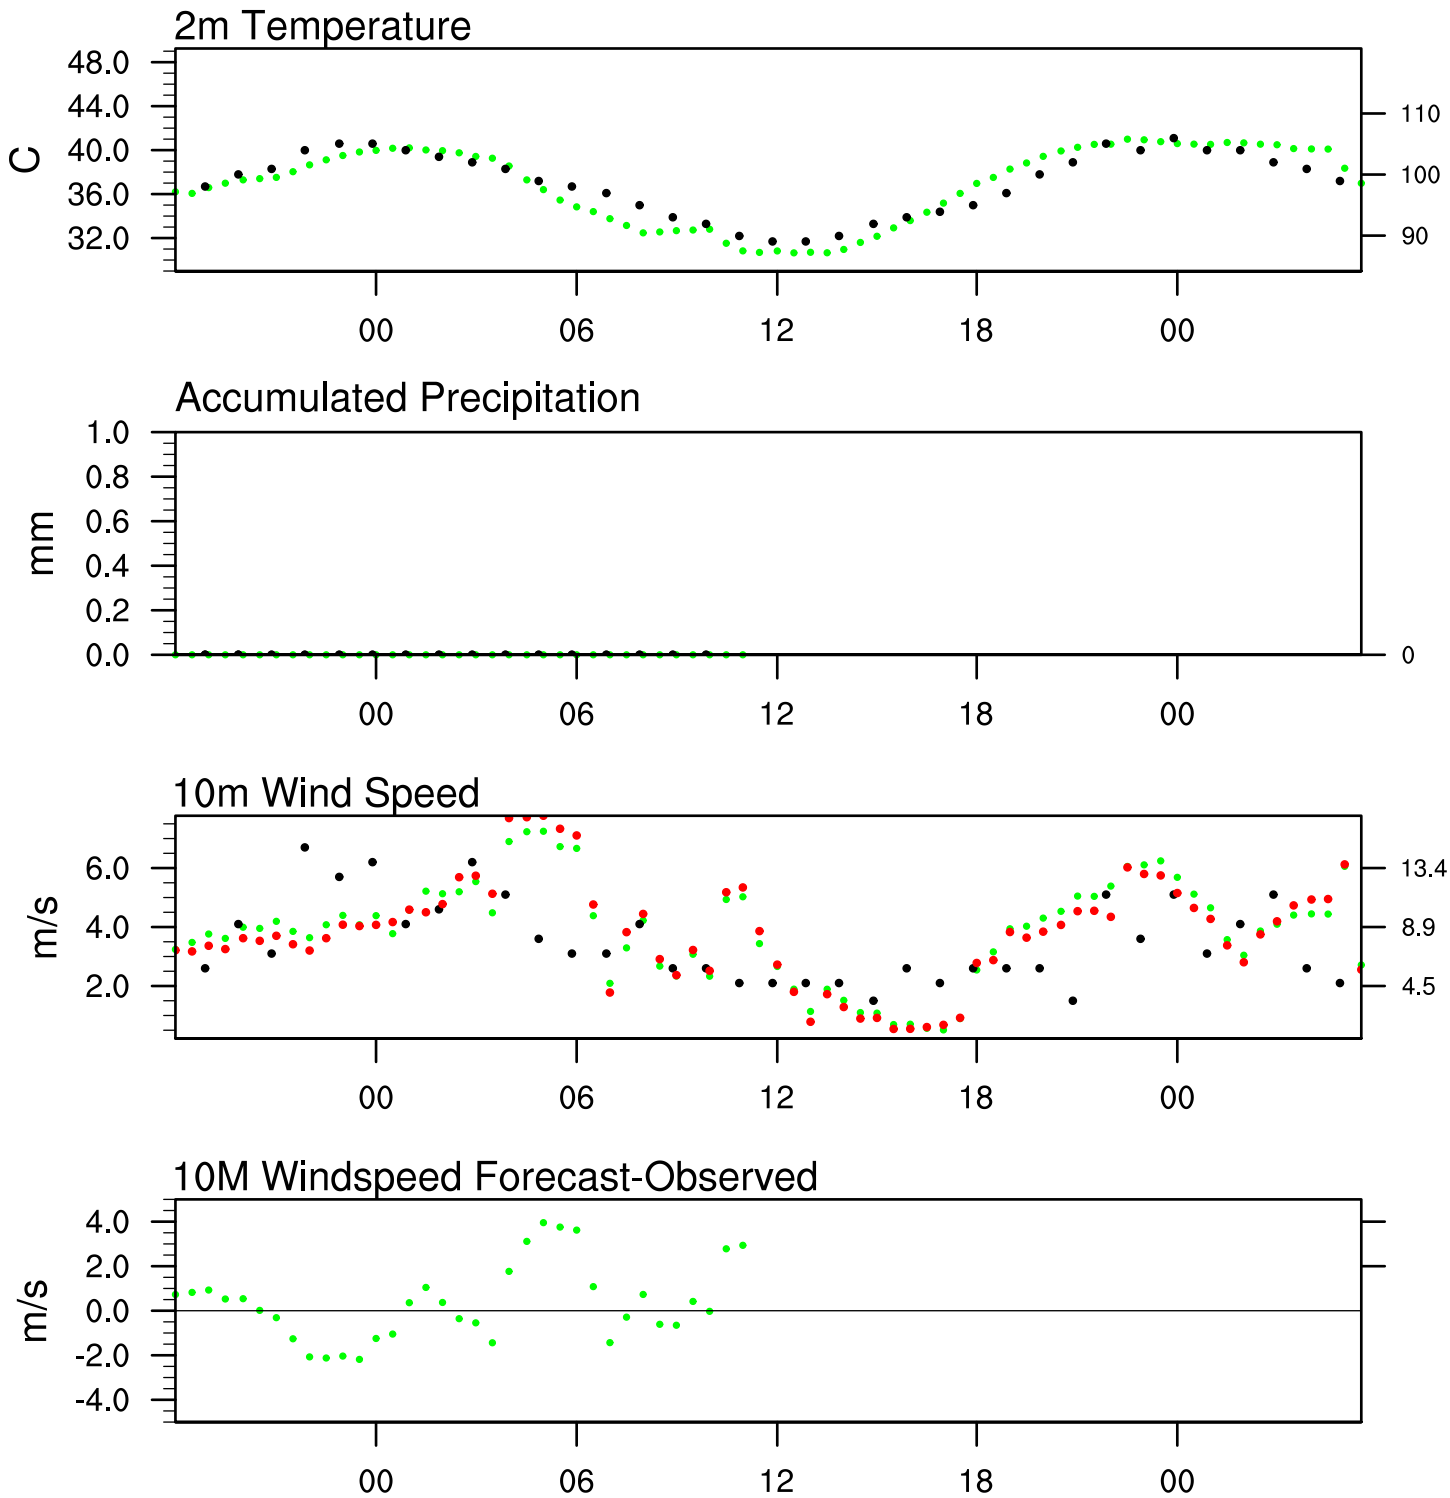 2m Temperature
48.0
44.0
40.0
36.0
32.0
C
110
100
90
00 06 12 18 00
Accumulated Precipitation
1.0
0.8
0.6
0.4
0.2
0.0
mm
0
00 06 12 18 00
10m Wind Speed
6.0
4.0
2.0
m/s
13.4
8.9
4.5
00 06 12 18 00
10M Windspeed Forecast-Observed
4.0
2.0
0.0
-2.0
-4.0
m/s
00 06 12 18 00